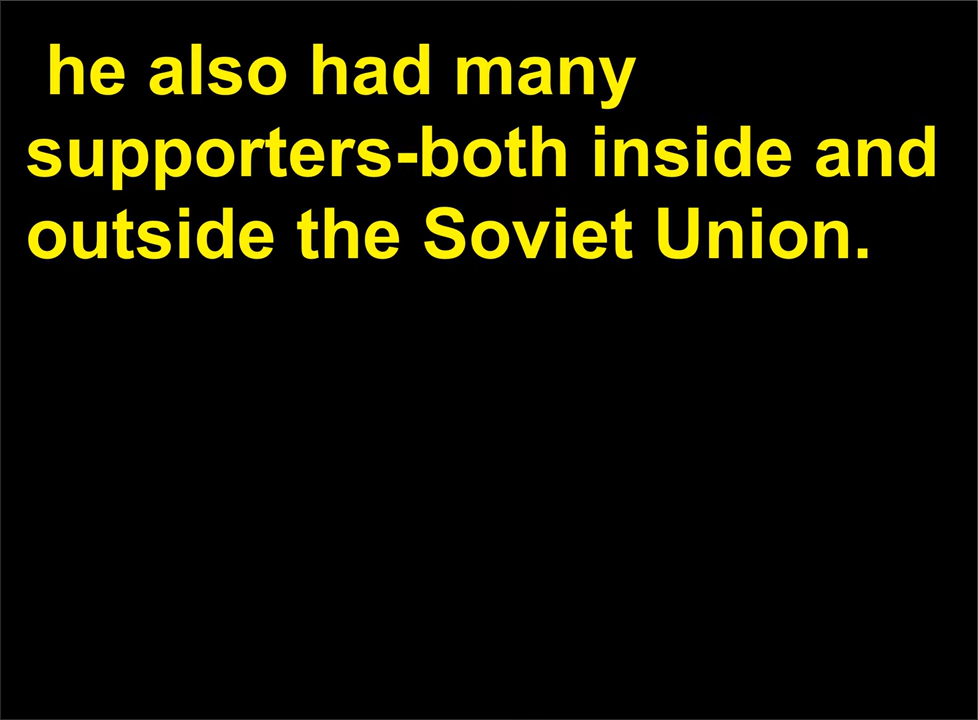 he also had many
supporters-both inside and
outside the Soviet Union.